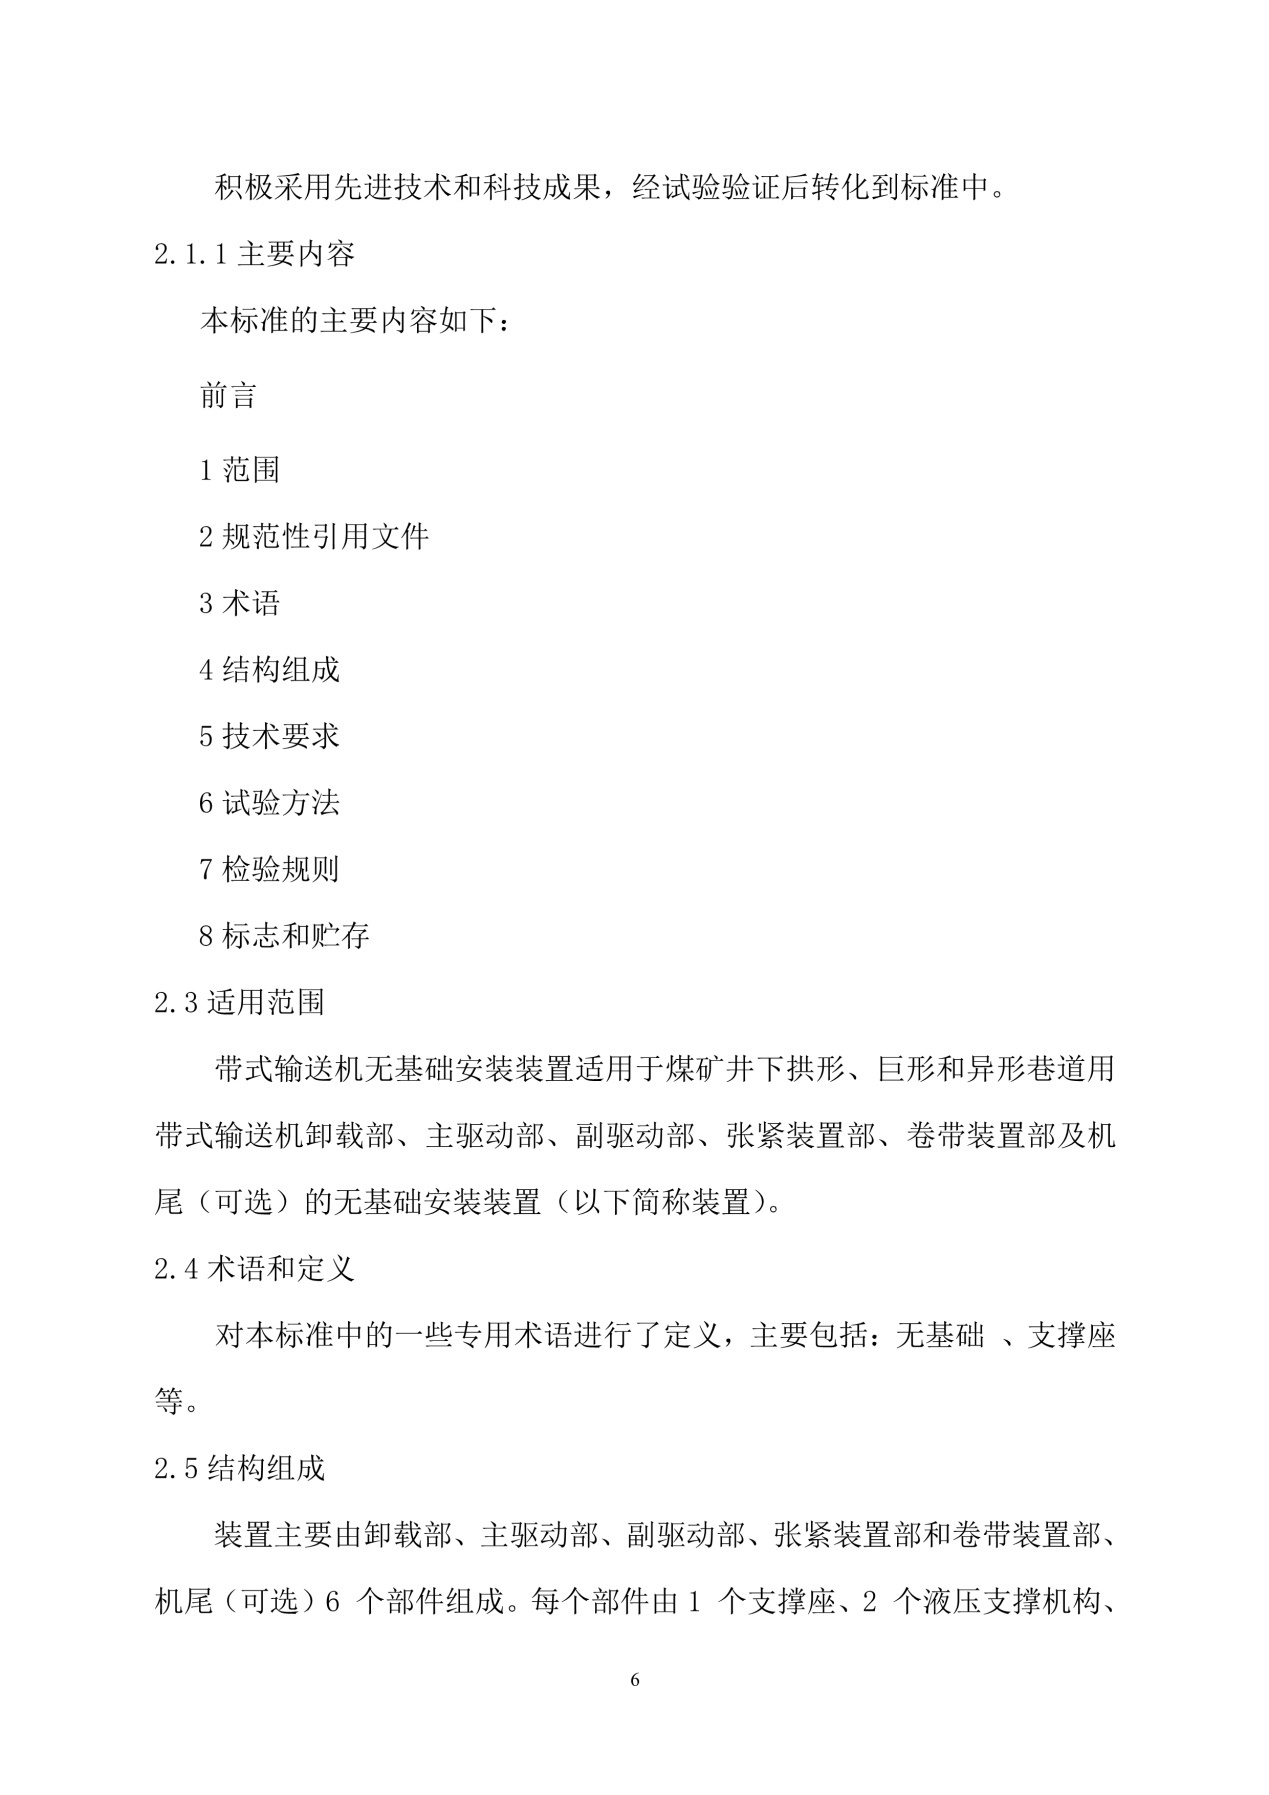 积极采用先进技术和科技成果，经试验验证后转化到标准中。
2.1.1 主要内容
本标准的主要内容如下：
前言
1 范围
2 规范性引用文件
3 术语
4 结构组成
5 技术要求
6 试验方法
7 检验规则
8 标志和贮存
2.3 适用范围
带式输送机无基础安装装置适用于煤矿井下拱形、巨形和异形巷道用
带式输送机卸载部、主驱动部、副驱动部、张紧装置部、卷带装置部及机
尾（可选）的无基础安装装置（以下简称装置）。
2.4 术语和定义
对本标准中的一些专用术语进行了定义，主要包括：无基础 、支撑座
等。
2.5 结构组成
装置主要由卸载部、主驱动部、副驱动部、张紧装置部和卷带装置部、
机尾（可选）6 个部件组成。每个部件由 1 个支撑座、2 个液压支撑机构、
6